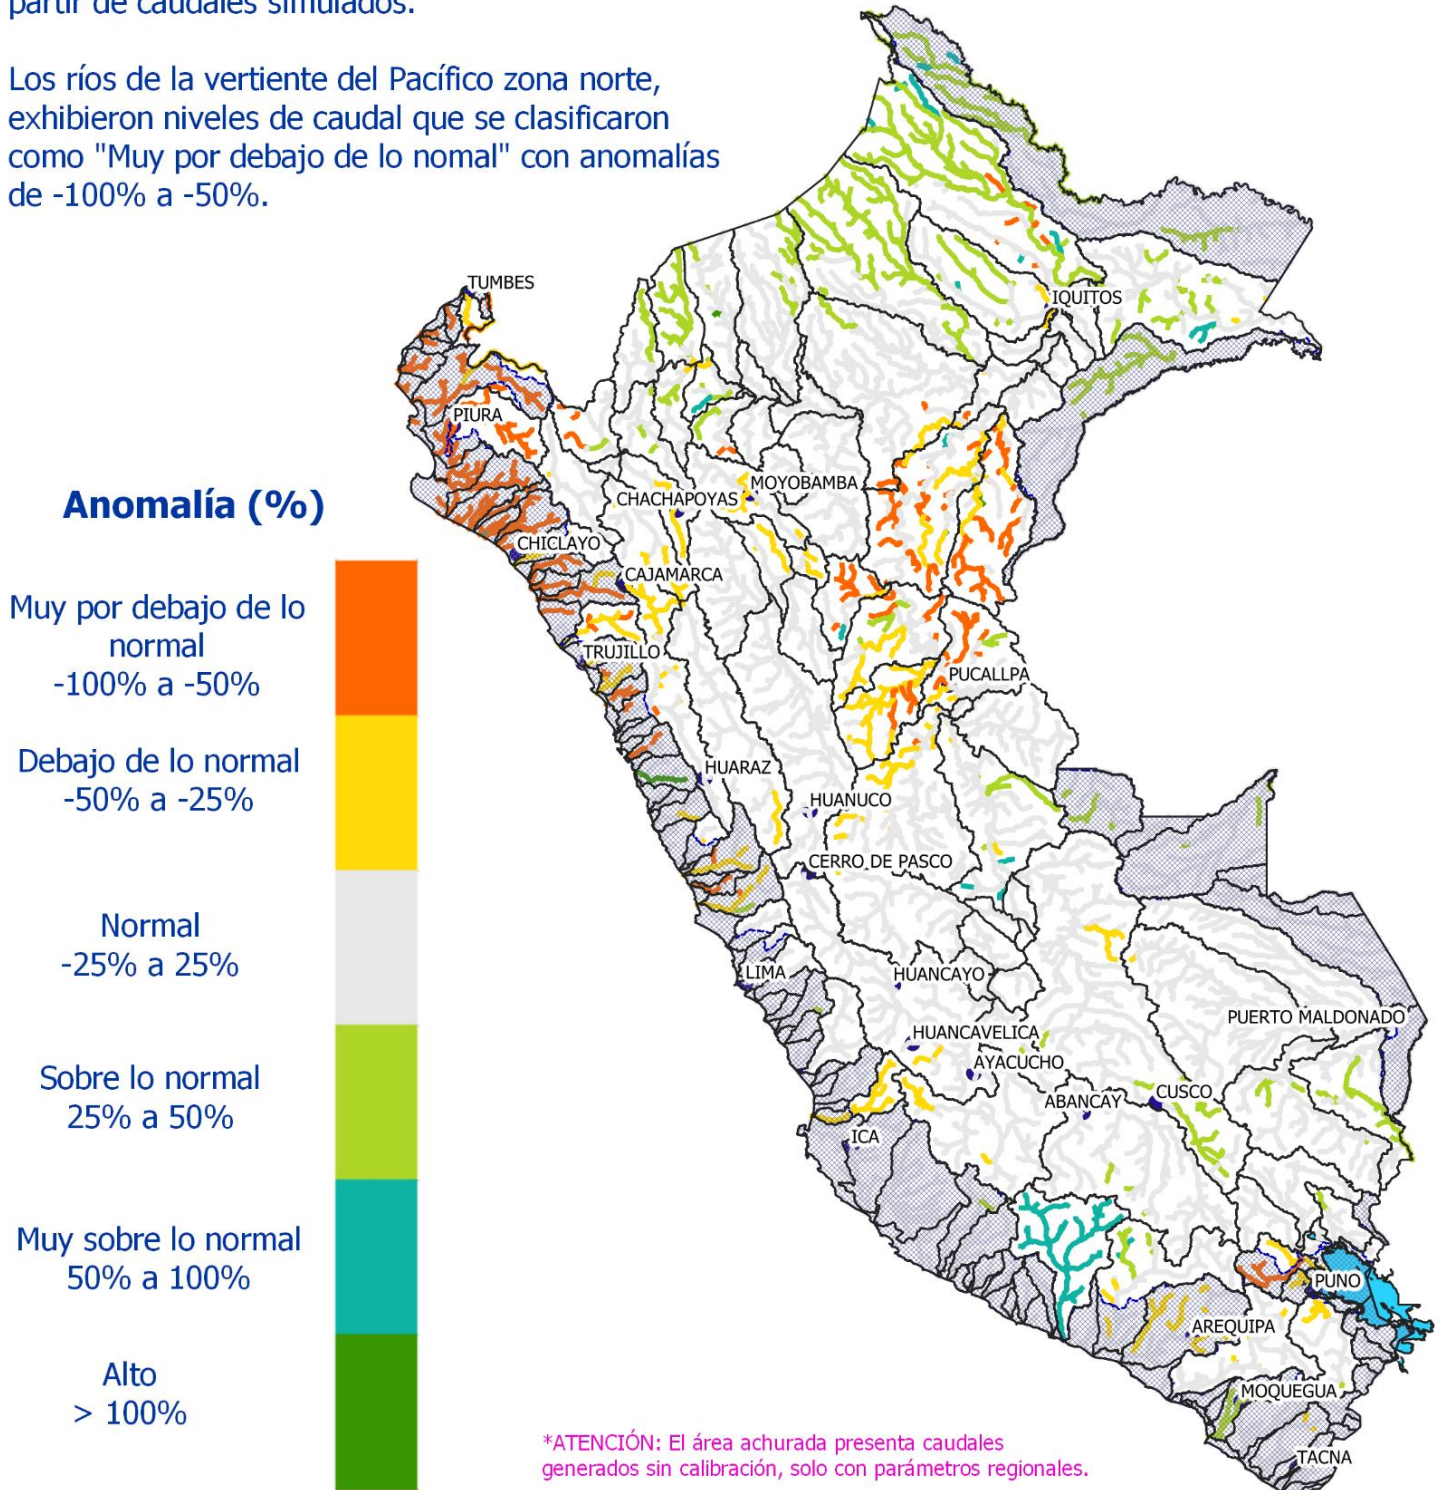 partir de caudales simulados.
Los ríos de la vertiente del Pacífico zona norte,
exhibieron niveles de caudal que se clasificaron
como "Muy por debajo de lo nomal" con anomalías
de -100% a -50%.
Anomalía (%)
Muy por debajo de lo
normal
-100% a -50%
Debajo de lo normal
-50% a -25%
Normal
-25% a 25%
Sobre lo normal
25% a 50%
Muy sobre lo normal
50% a 100%
Alto
> 100%
TUMBES
IQUITOS
PIURA
MOYOBAMBA
CHACHAPOYAS
CHICLAYO
CAJAMARCA
TRUJILLO
PUCALLPA
HUARAZ
HUANUCO
CERRO DE PASCO
LIMA
HUANCAYO
PUERTO MALDONADO
HUANCAVELICA
AYACUCHO
ABANCAY
CUSCO
ICA
PUNO
AREQUIPA
MOQUEGUA
TACNA
*ATENCIÓN: El área achurada presenta caudales
generados sin calibración, solo con parámetros regionales.